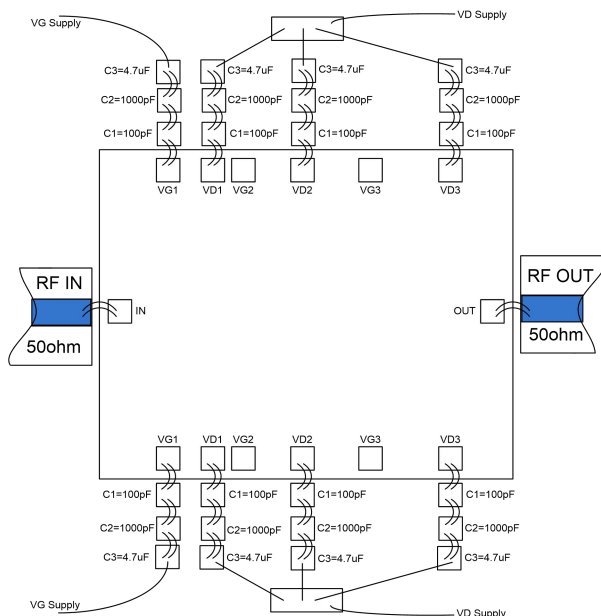 VG Supply
VD Supply
C3=4.7uF
C3=4.7uF
C3=4.7uF
C3=4.7uF
C2=1000pF
C2=1000pF
C2=1000pF
C2=1000pF
C1=100pF
C1=100pF
C1=100pF
C1=100pF
VG1
VD1
VG2
VD2
VG3
VD3
RF IN
50ohm
IN
OUT
RF OUT
50ohm
VG1
VD1
VG2
VD2
VG3
VD3
C1=100pF
C1=100pF
C1=100pF
C1=100pF
C2=1000pF
C2=1000pF
C2=1000pF
C2=1000pF
C3=4.7uF
C3=4.7uF
C3=4.7uF
C3=4.7uF
VG Supply
VD Supply